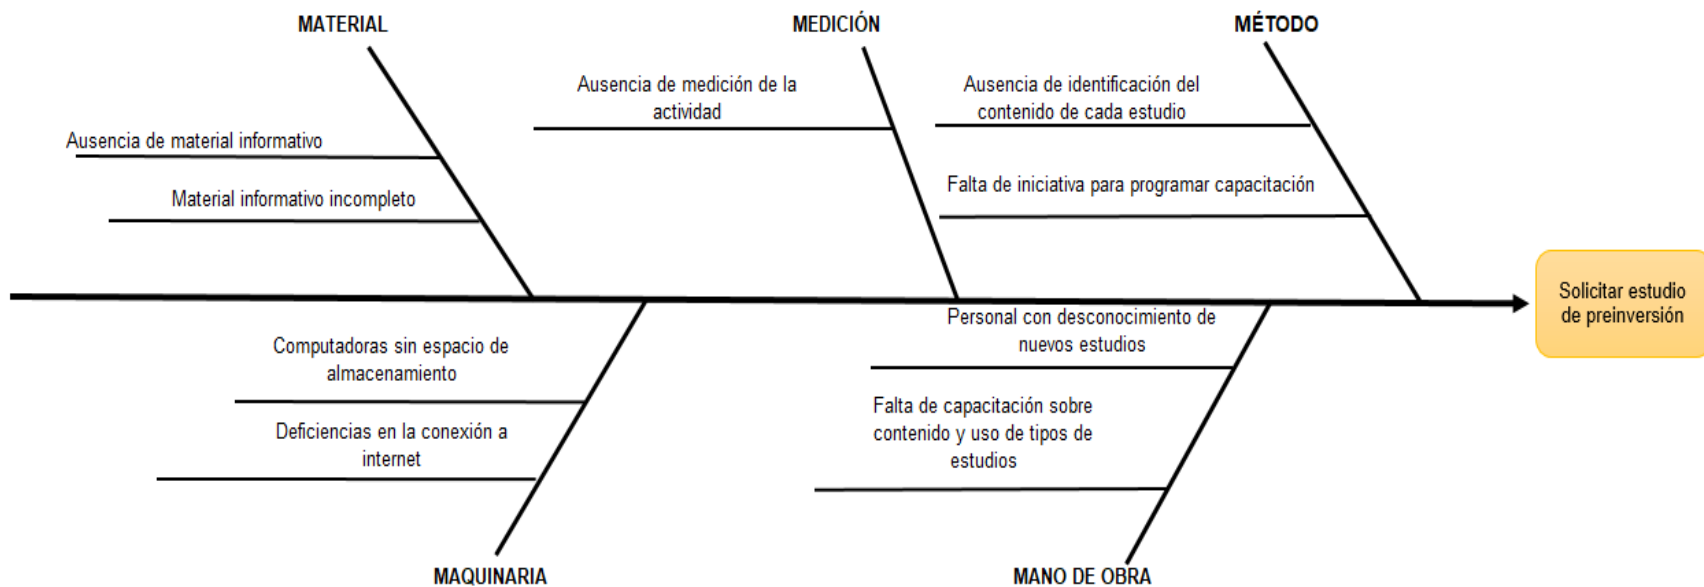 MATERIAL
MEDICIÓN
MÉTODO
Ausencia de material informativo
Material informativo incompleto
Ausencia de medición de la
actividad
Ausencia de identificación del
contenido de cada estudio
Falta de iniciativa para programar capacitación
Solicitar estudio
de preinversión
Computadoras sin espacio de
almacenamiento
Deficiencias en la conexión a
internet
Personal con desconocimiento de
nuevos estudios
Falta de capacitación sobre
contenido y uso de tipos de
estudios
MAQUINARIA
MANO DE OBRA